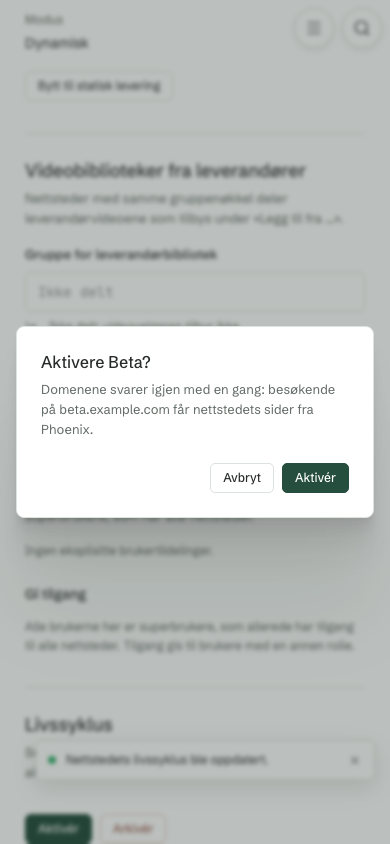 Modus
Dynamisk
Bytt til statisk levering
Videobiblioteker fra leverandører
Nettsteder med samme gruppenøkkel deler
leverandørvideoene som tilbys under «Legg til fra …».
Gruppe for leverandørbibliotek
Ikke delt
Aktivere Beta?
Domenene svarer igjen med en gang: besøkende
på beta.example.com får nettstedets sider fra
Phoenix.
Avbryt
Aktivér
Ingen eksplisitte brukertildelinger.
Gi tilgang
Alle brukerne her er superbrukere, som allerede har tilgang
til alle nettsteder. Tilgang gis til brukere med en annen rolle.
Livssyklus
Nettstedets livssyklus ble oppdatert.
Aktivér
Arkivér